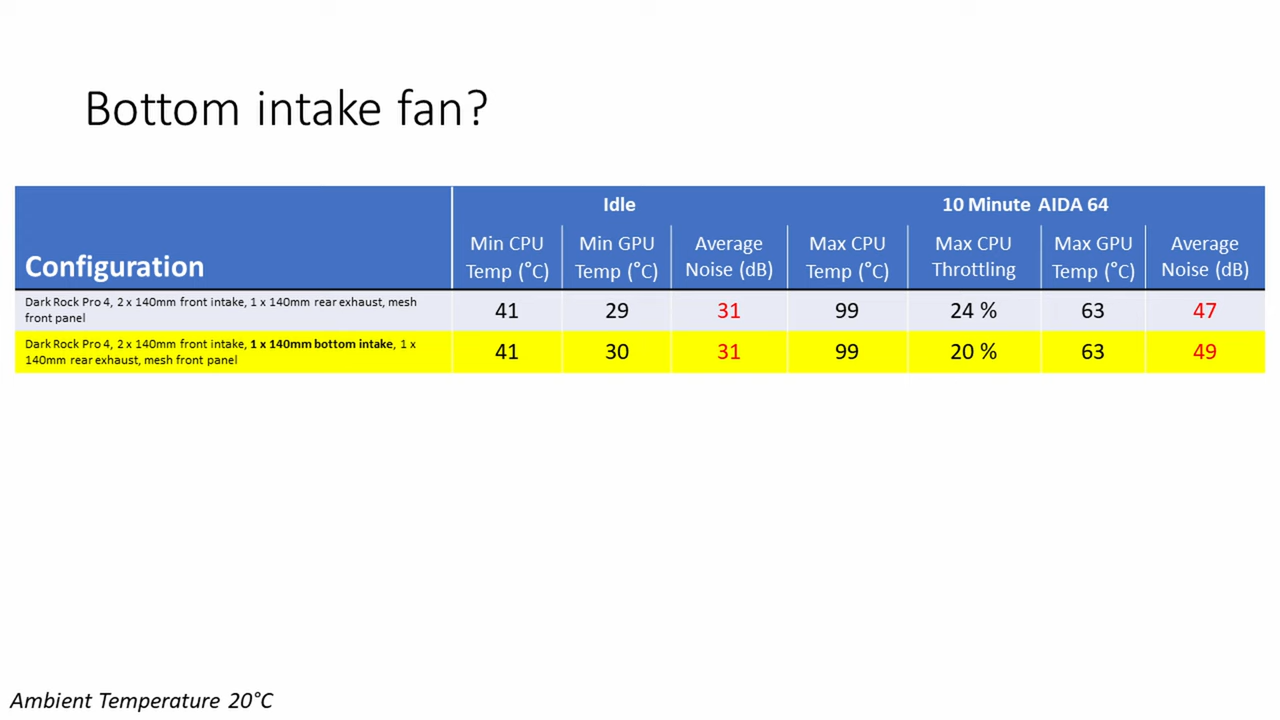 Bottom intake fan?
Idle
10 Minute AIDA 64
Configuration
Min CPU Temp (°C)
Min GPU Temp (°C)
Average Noise (dB)
Max CPU Temp (°C)
Max CPU Throttling
Max GPU Temp (°C)
Average Noise (dB)
Dark Rock Pro 4, 2 x 140mm front intake, 1 x 140mm rear exhaust, mesh
front panel
41
29
31
99
24 %
63
47
Dark Rock Pro 4, 2 x 140mm front intake, 1 x 140mm bottom intake, 1 x
140mm rear exhaust, mesh front panel
41
30
31
99
20 %
63
49
Ambient Temperature 20°C